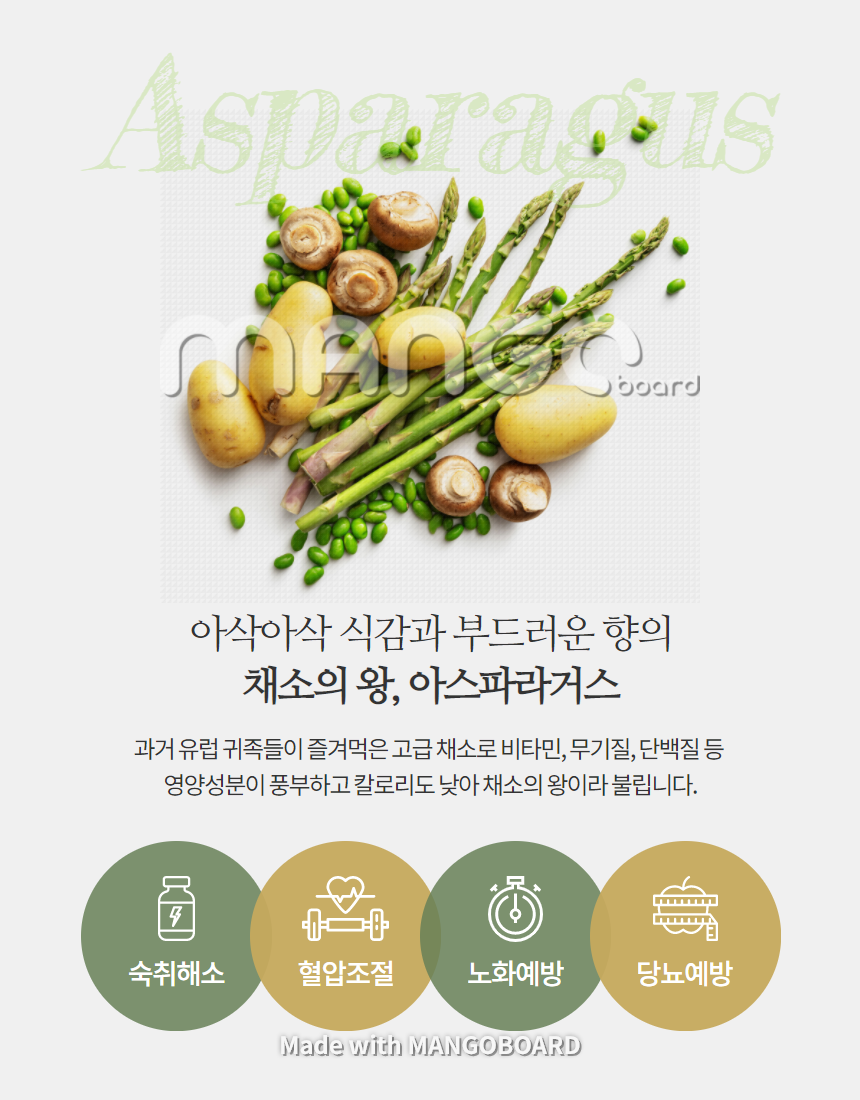 Asparagus
mango
board
아삭아삭 식감과 부드러운 향의
채소의 왕, 아스파라거스
과거 유럽 귀족들이 즐겨먹은 고급 채소로 비타민, 무기질, 단백질 등
영양성분이 풍부하고 칼로리도 낮아 채소의 왕이라 불립니다.
숙취해소
혈압조절
노화예방
당뇨예방
Made with MANGOBOARD